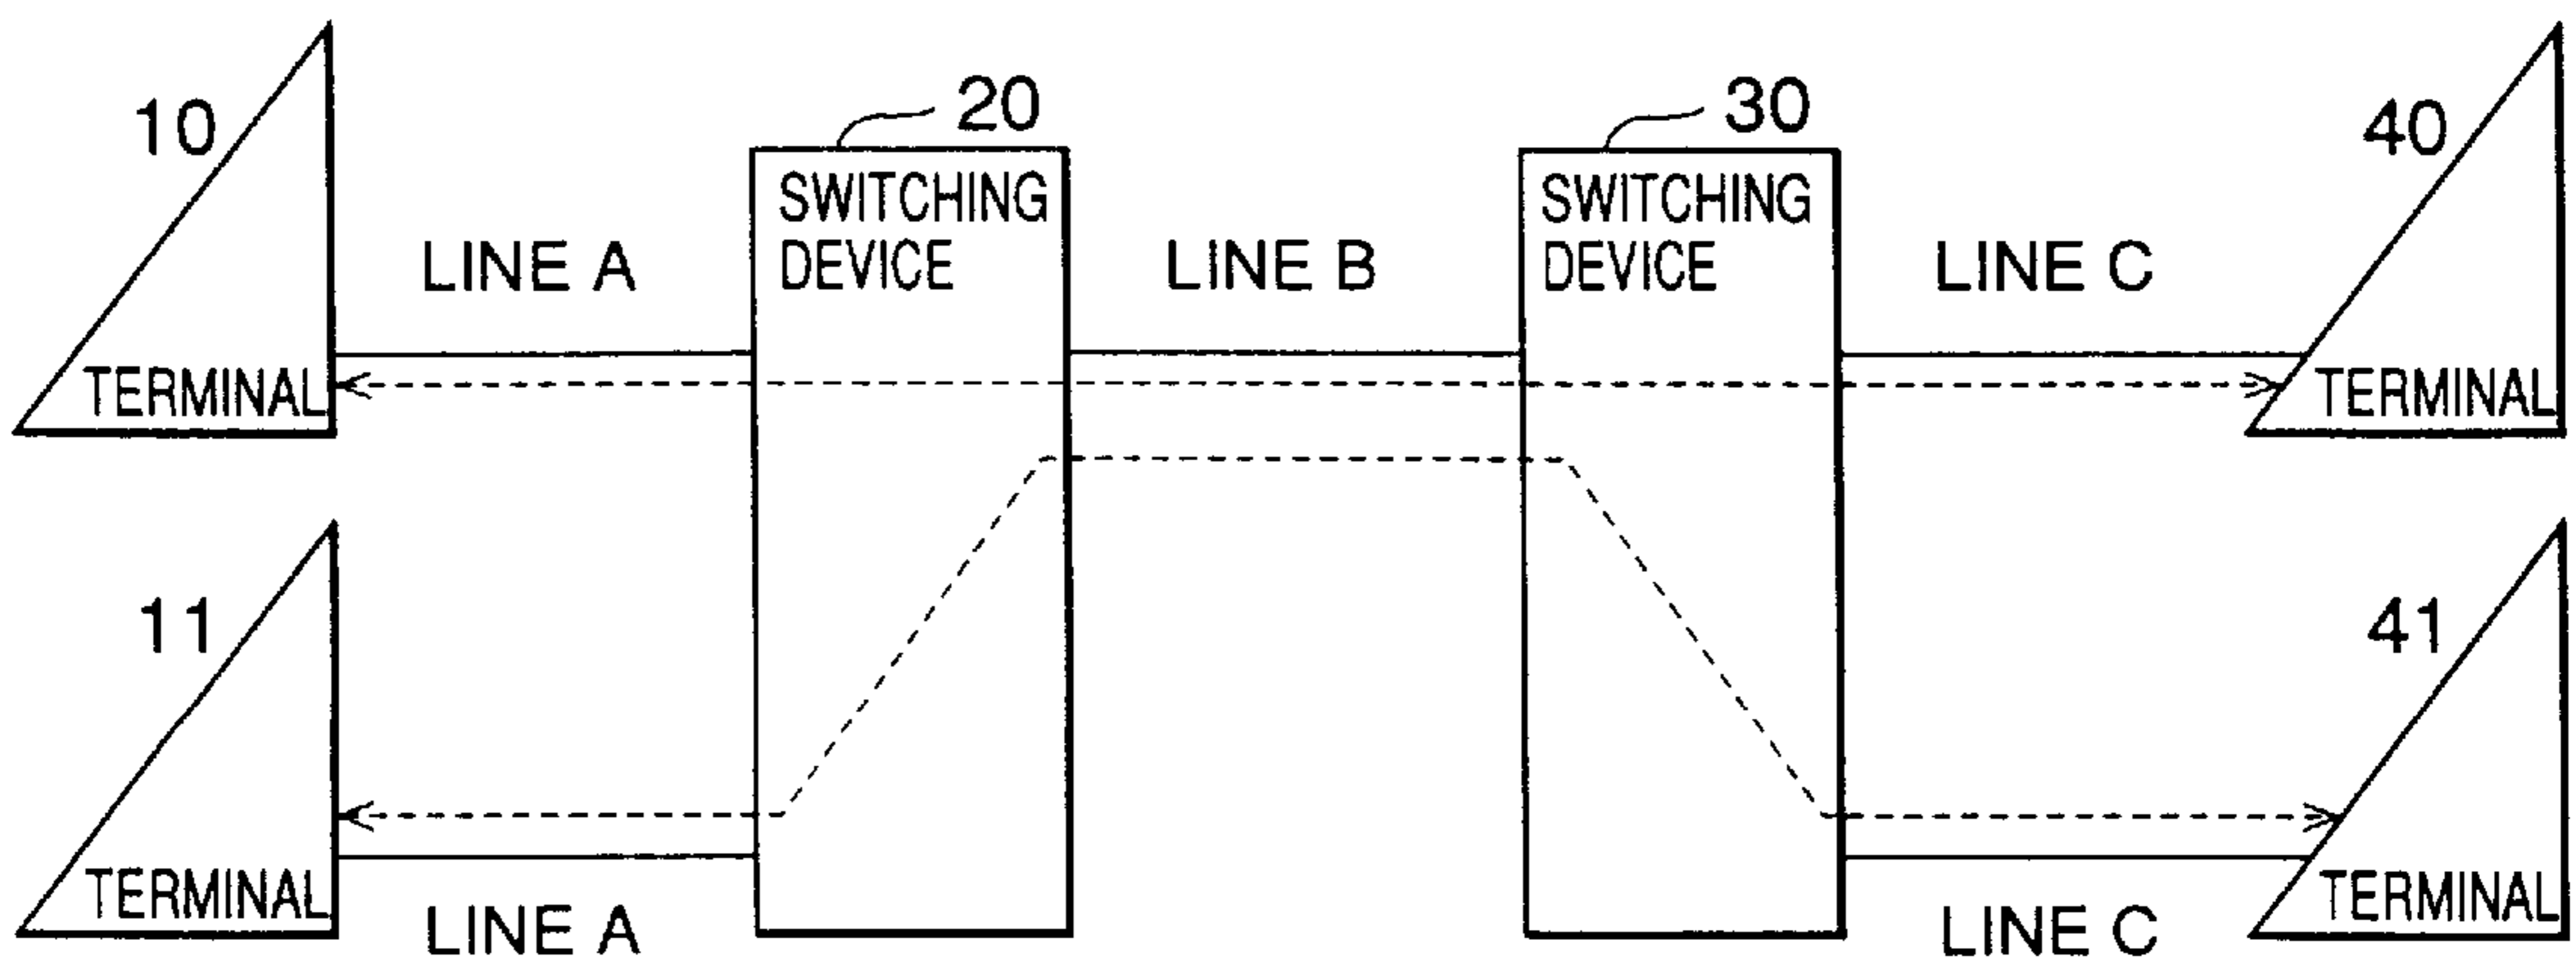 10
20
30
40
SWITCHING
DEVICE
SWITCHING
DEVICE
LINE A
LINE B
LINE C
TERMINAL
TERMINAL
11
41
TERMINAL
TERMINAL
LINE A
LINE C